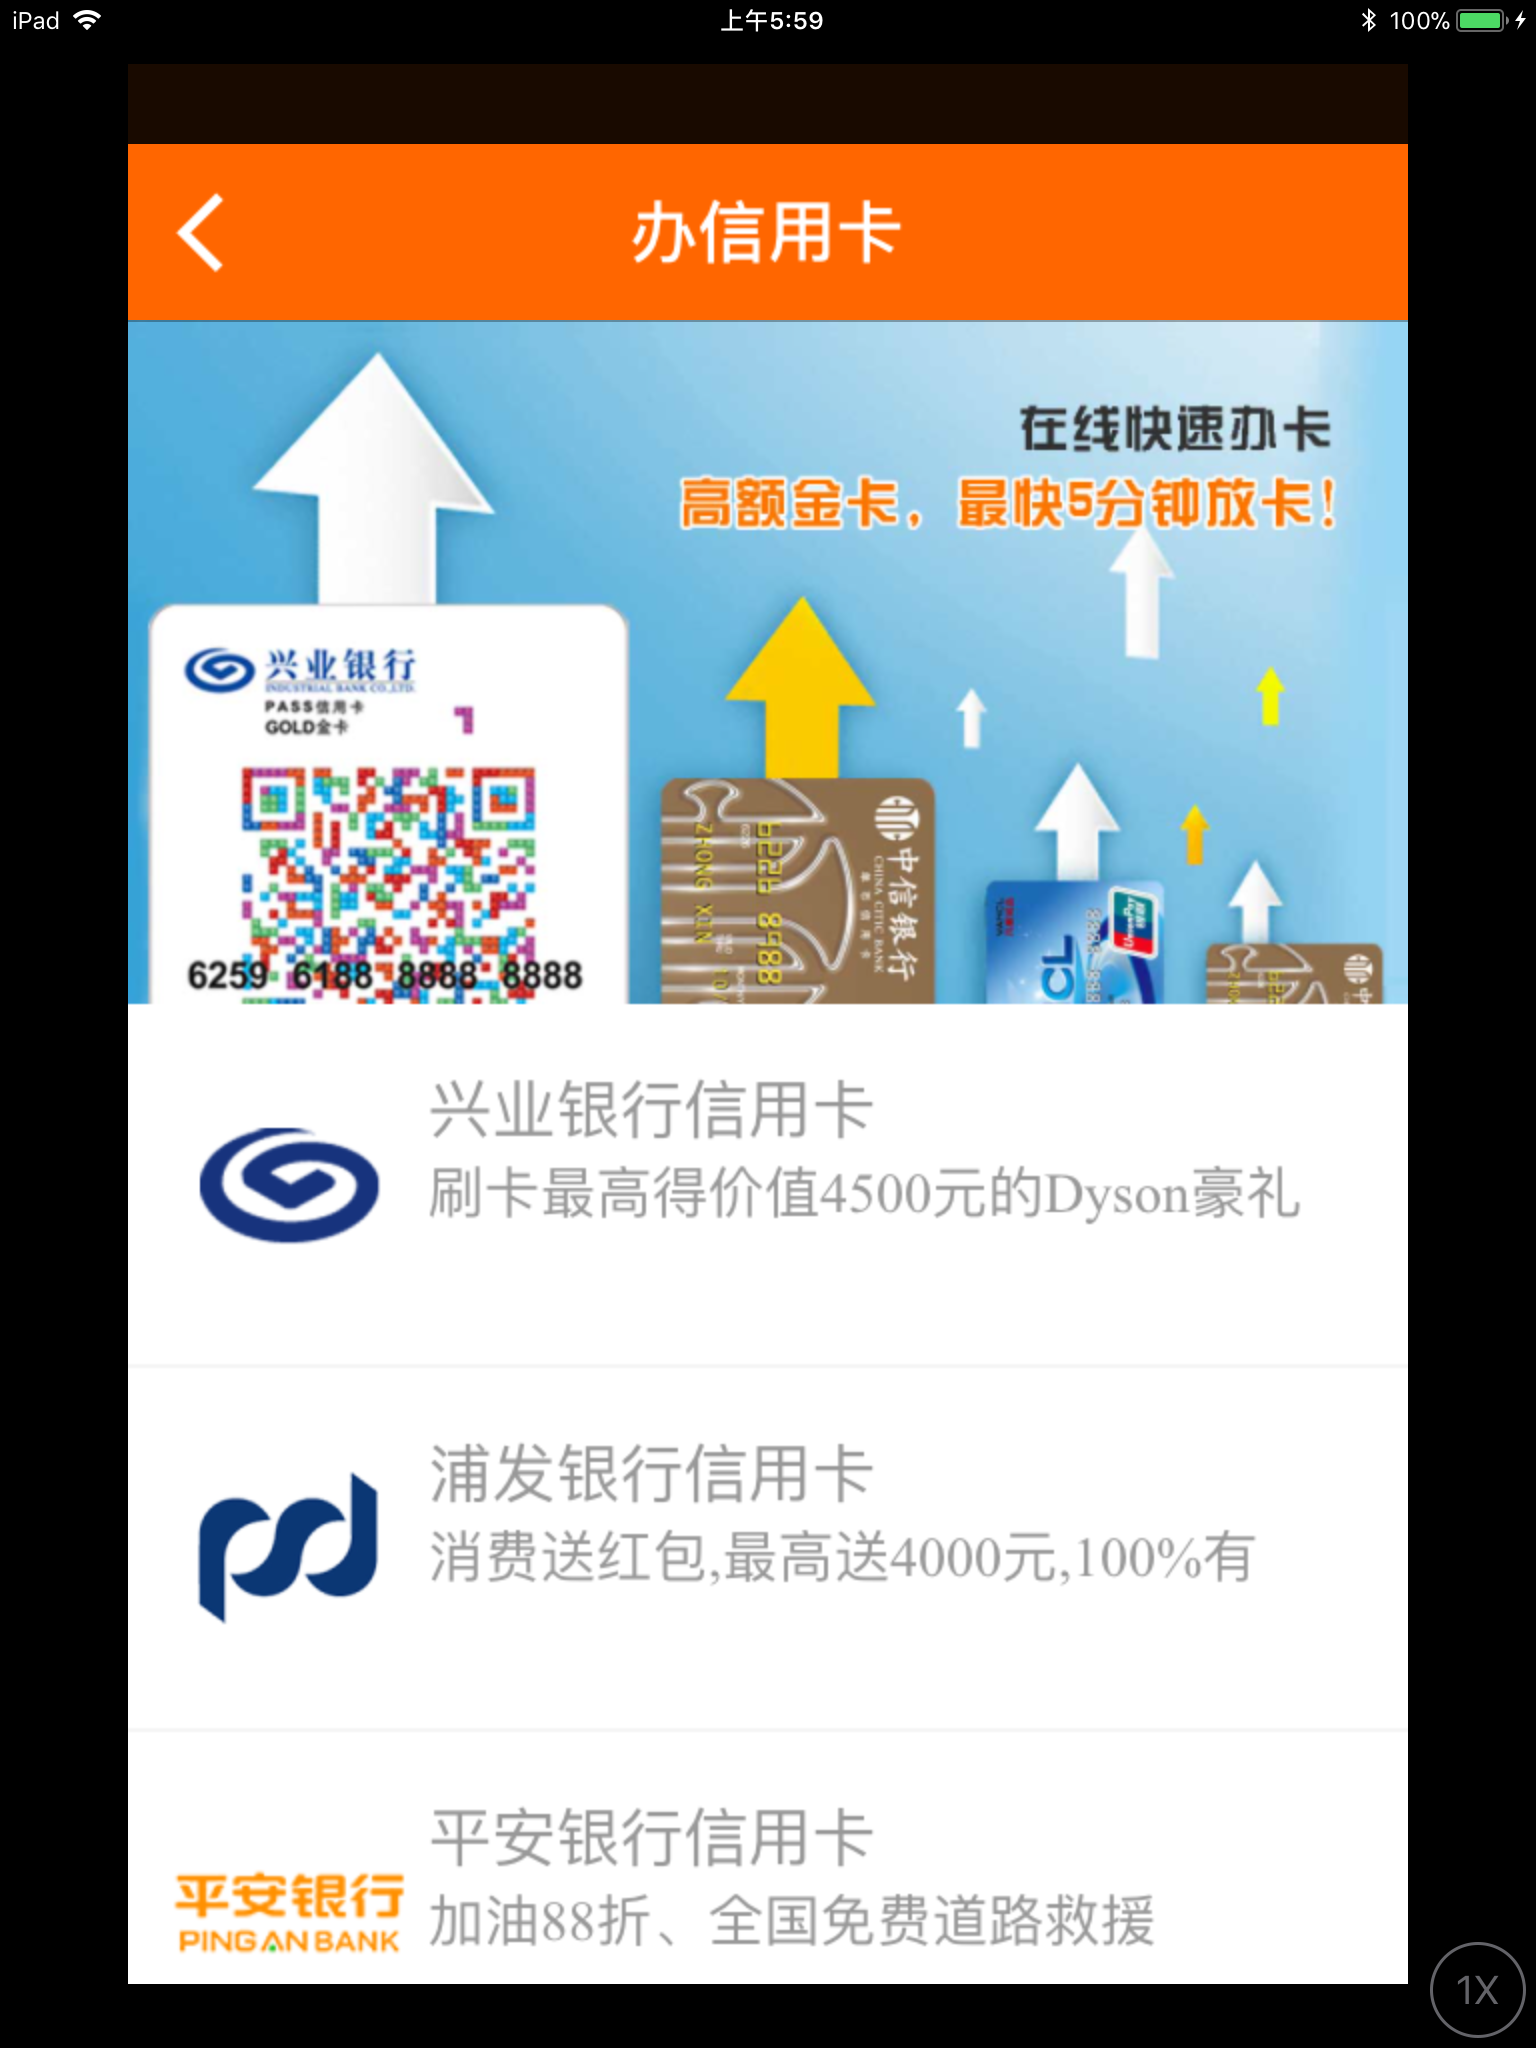 iPad
上午5:59
100%
办信用卡
在线快速办卡
高额金卡，最快5分钟放卡！
兴业银行
INDUSTRIAL BANK CO.,LTD.
PASS信用卡
GOLD金卡
6259 6188 8888 8888
中信银行
CHINA CITIC BANK
ZHONG XIN
6226 8988
UnionPay
VANCL
CL
兴业银行信用卡
刷卡最高得价值4500元的Dyson豪礼
浦发银行信用卡
消费送红包,最高送4000元,100%有
平安银行
PING AN BANK
平安银行信用卡
加油88折、全国免费道路救援
1X